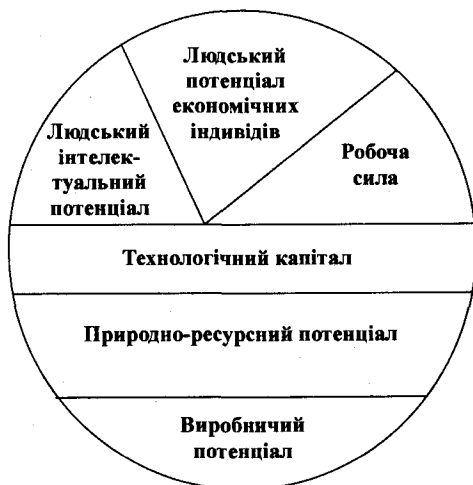 Людський
потенціал
економічних
індивідів
Людський
інтелек-
туальний
потенціал
Робоча
сила
Технологічний капітал
Природно-ресурсний потенціал
Виробничий
потенціал